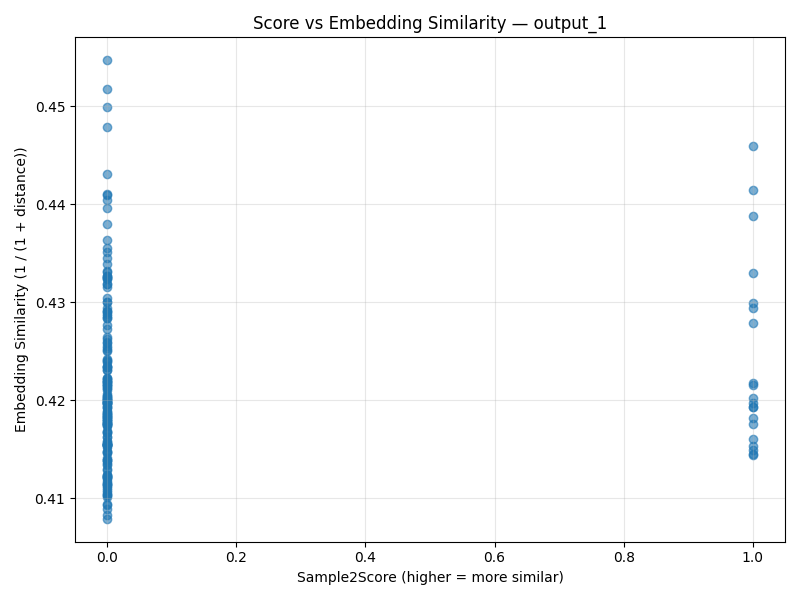 Score vs Embedding Similarity — output_1
Embedding Similarity (1 / (1 + distance))
0.45
0.44
0.43
0.42
0.41
0.0 0.2 0.4 0.6 0.8 1.0
Sample2Score (higher = more similar)